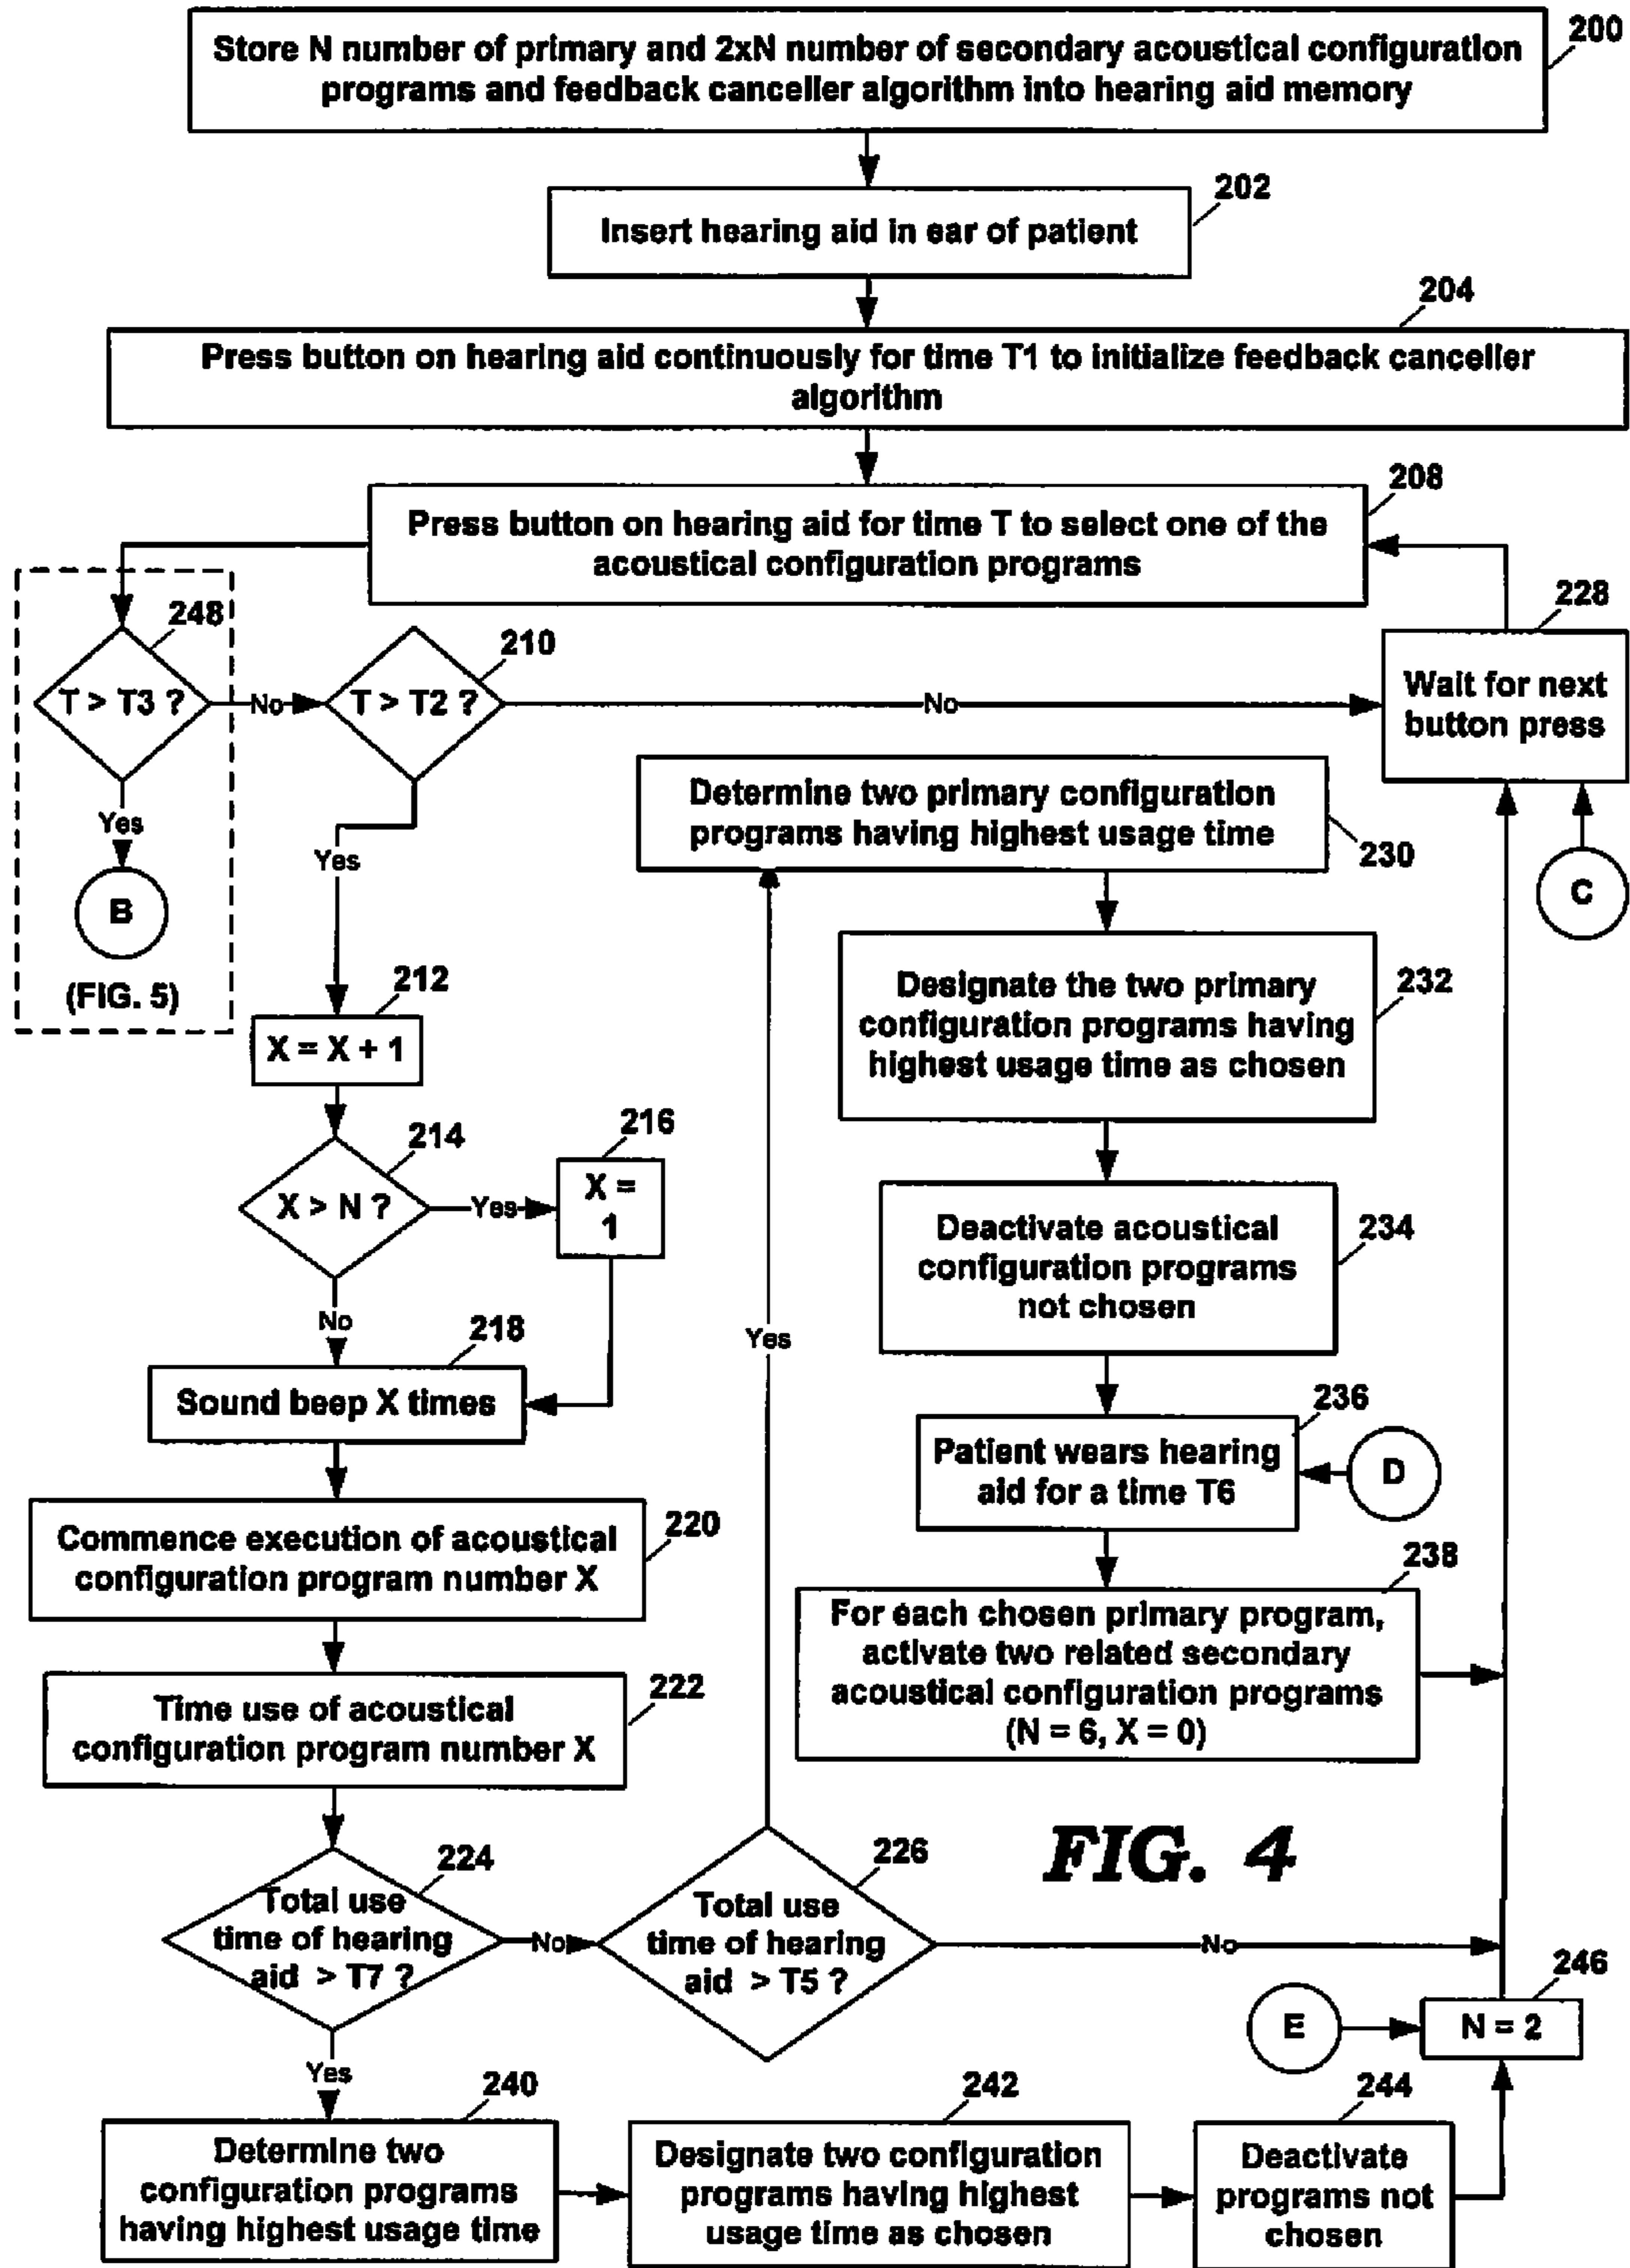 Store N number of primary and 2xN number of secondary acoustical configuration
programs and feedback canceller algorithm into hearing aid memory
200
Insert hearing aid in ear of patient
202
Press button on hearing aid continuously for time T1 to initialize feedback canceller
algorithm
204
Press button on hearing aid for time T to select one of the
acoustical configuration programs
208
T > T3 ?
248
No
Yes
B
(FIG. 5)
T > T2 ?
210
No
Yes
Wait for next
button press
228
C
X = X + 1
212
X > N ?
214
Yes
X =
1
216
No
Sound beep X times
218
Commence execution of acoustical
configuration program number X
220
Time use of acoustical
configuration program number X
222
Total use
time of hearing
aid > T7 ?
224
No
Yes
Total use
time of hearing
aid > T5 ?
226
No
Yes
Determine two primary configuration
programs having highest usage time
230
Designate the two primary
configuration programs having
highest usage time as chosen
232
Deactivate acoustical
configuration programs
not chosen
234
Patient wears hearing
aid for a time T6
236
D
For each chosen primary program,
activate two related secondary
acoustical configuration programs
(N = 6, X = 0)
238
FIG. 4
Determine two
configuration programs
having highest usage time
240
Designate two configuration
programs having highest
usage time as chosen
242
Deactivate
programs not
chosen
244
E
N = 2
246